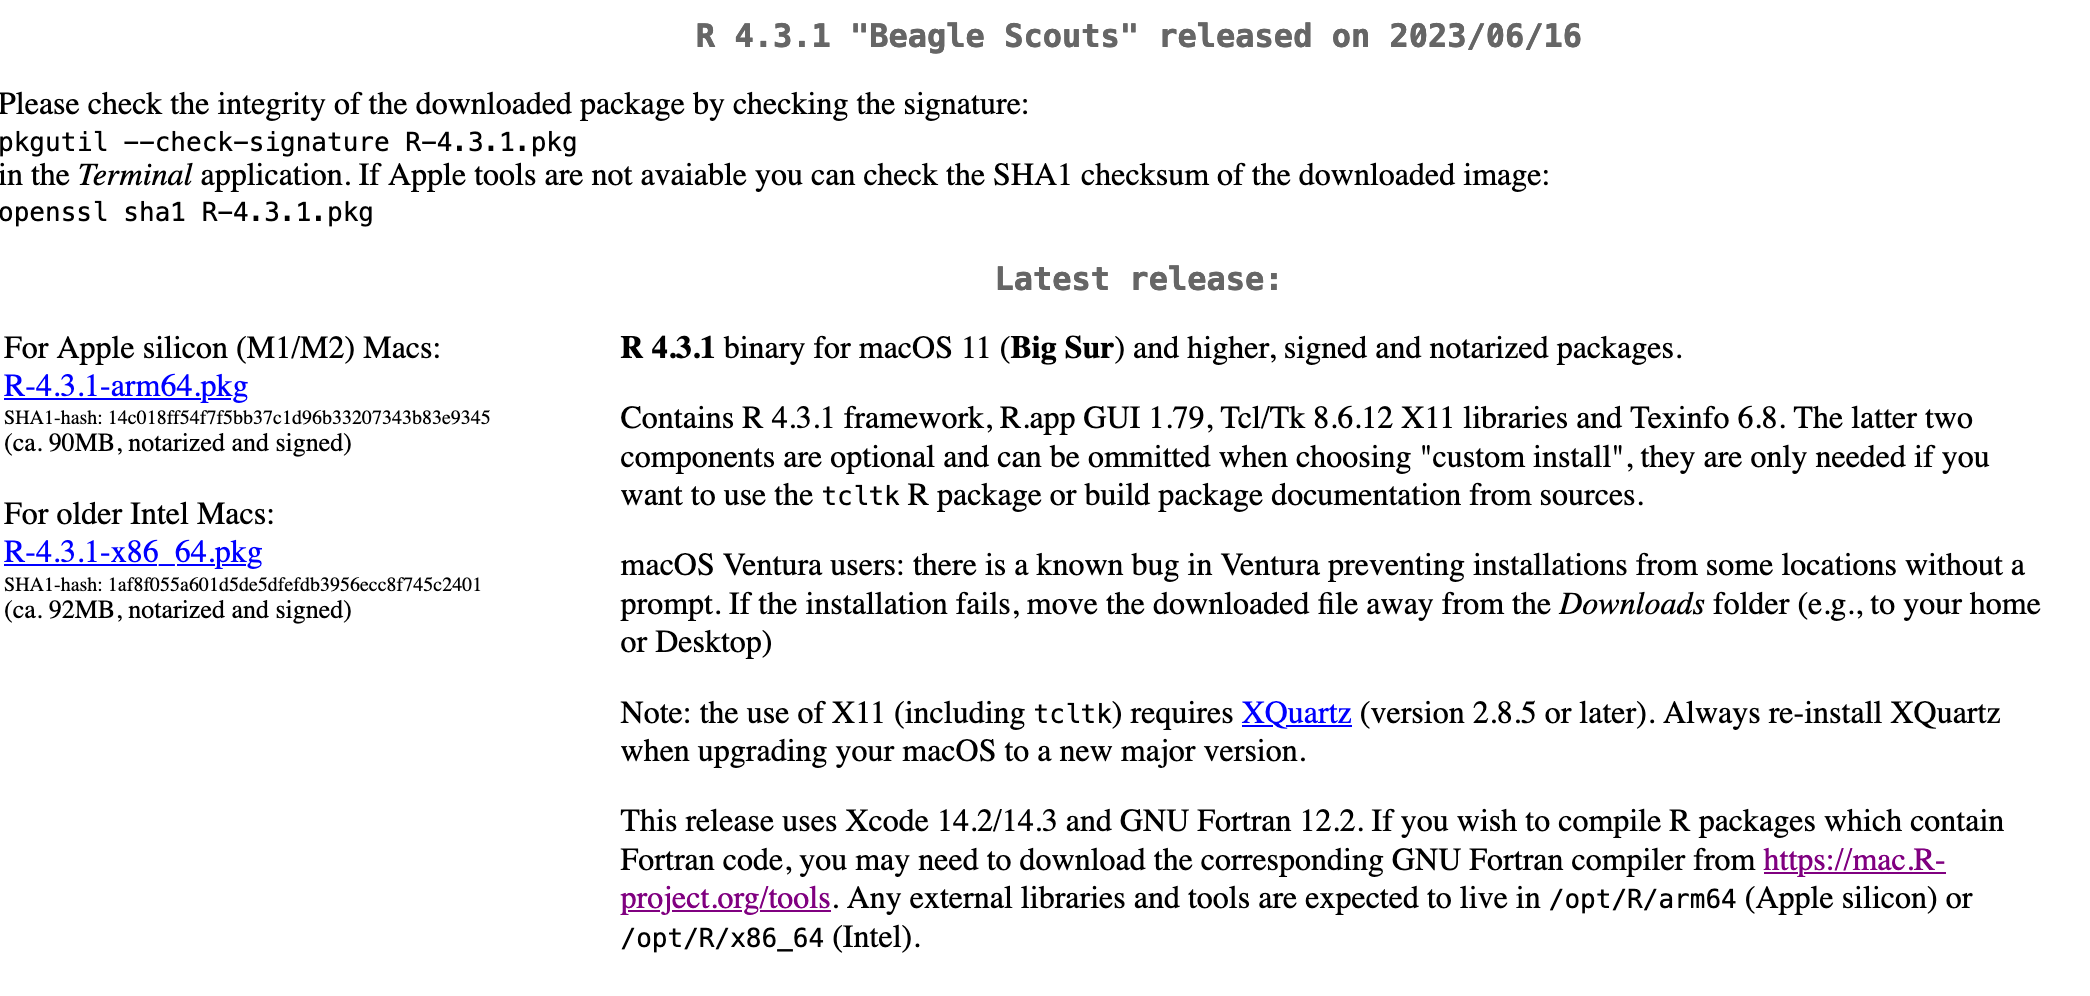 R 4.3.1 "Beagle Scouts" released on 2023/06/16
Please check the integrity of the downloaded package by checking the signature:
pkgutil --check-signature R-4.3.1.pkg
in the Terminal application. If Apple tools are not avaiable you can check the SHA1 checksum of the downloaded image:
openssl sha1 R-4.3.1.pkg
Latest release:
For Apple silicon (M1/M2) Macs:
R-4.3.1-arm64.pkg
SHA1-hash: 14c018ff54f7f5bb37c1d96b33207343b83e9345
(ca. 90MB, notarized and signed)
For older Intel Macs:
R-4.3.1-x86_64.pkg
SHA1-hash: 1af8f055a601d5de5dfefdb3956ecc8f745c2401
(ca. 92MB, notarized and signed)
R 4.3.1 binary for macOS 11 (Big Sur) and higher, signed and notarized packages.
Contains R 4.3.1 framework, R.app GUI 1.79, Tcl/Tk 8.6.12 X11 libraries and Texinfo 6.8. The latter two
components are optional and can be ommitted when choosing "custom install", they are only needed if you
want to use the tcltk R package or build package documentation from sources.
macOS Ventura users: there is a known bug in Ventura preventing installations from some locations without a
prompt. If the installation fails, move the downloaded file away from the Downloads folder (e.g., to your home
or Desktop)
Note: the use of X11 (including tcltk) requires XQuartz (version 2.8.5 or later). Always re-install XQuartz
when upgrading your macOS to a new major version.
This release uses Xcode 14.2/14.3 and GNU Fortran 12.2. If you wish to compile R packages which contain
Fortran code, you may need to download the corresponding GNU Fortran compiler from https://mac.R-
project.org/tools. Any external libraries and tools are expected to live in /opt/R/arm64 (Apple silicon) or
/opt/R/x86_64 (Intel).